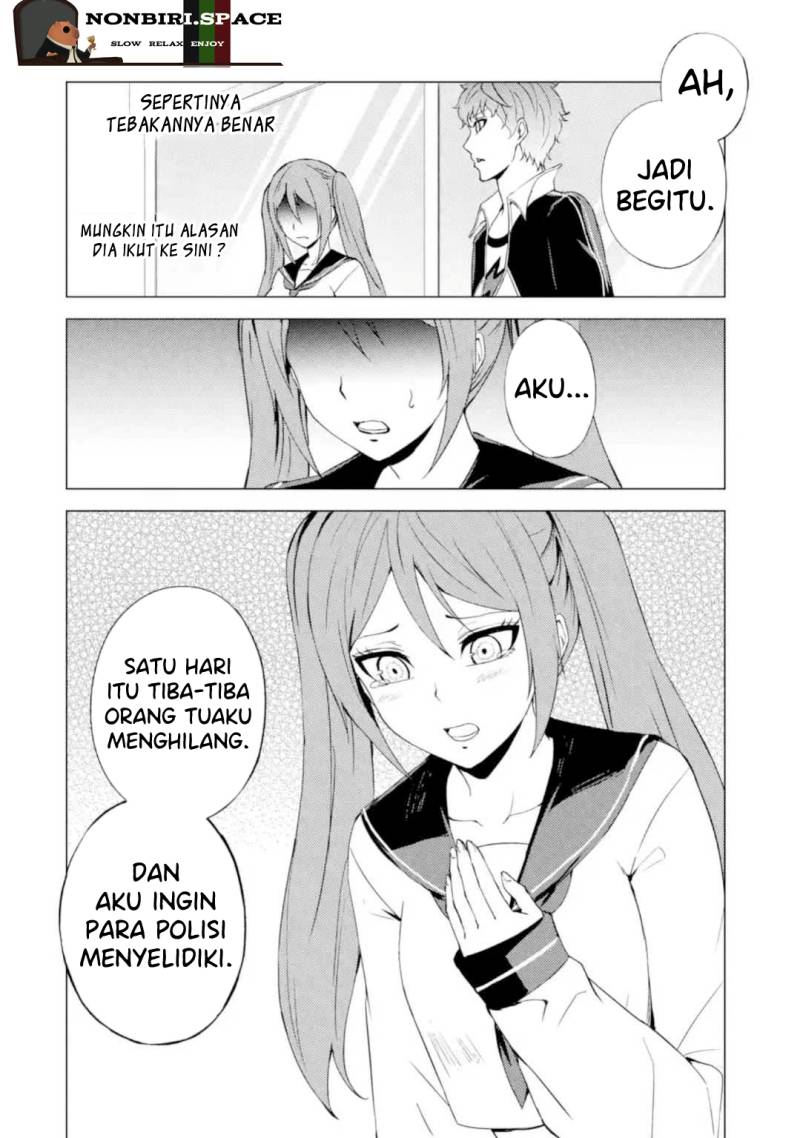 NONBIRI.SPACE
SLOW RELAX ENJOY
AH,
JADI
BEGITU.
SEPERTINYA
TEBAKANNYA BENAR
MUNGKIN ITU ALASAN
DIA IKUT KE SINI ?
AKU...
SATU HARI
ITU TIBA-TIBA
ORANG TUAKU
MENGHILANG.
DAN
AKU INGIN
PARA POLISI
MENYELIDIKI.